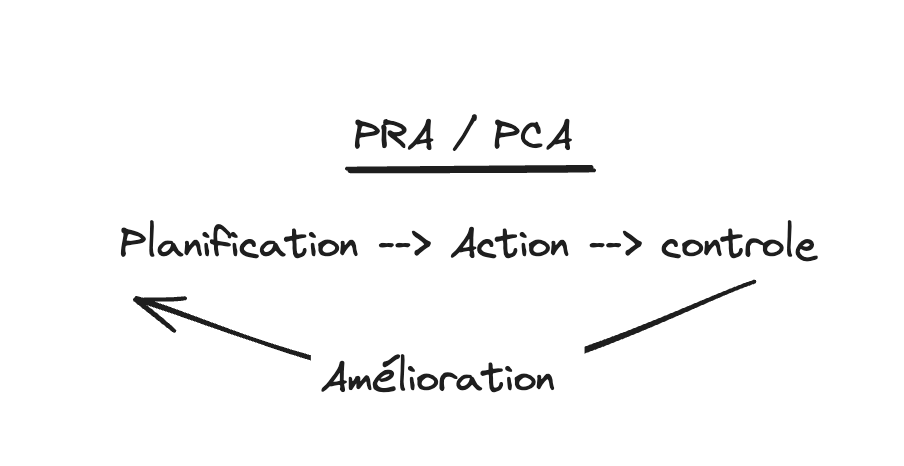 PRA / PCA
Planification --> Action --> controle
Amélioration